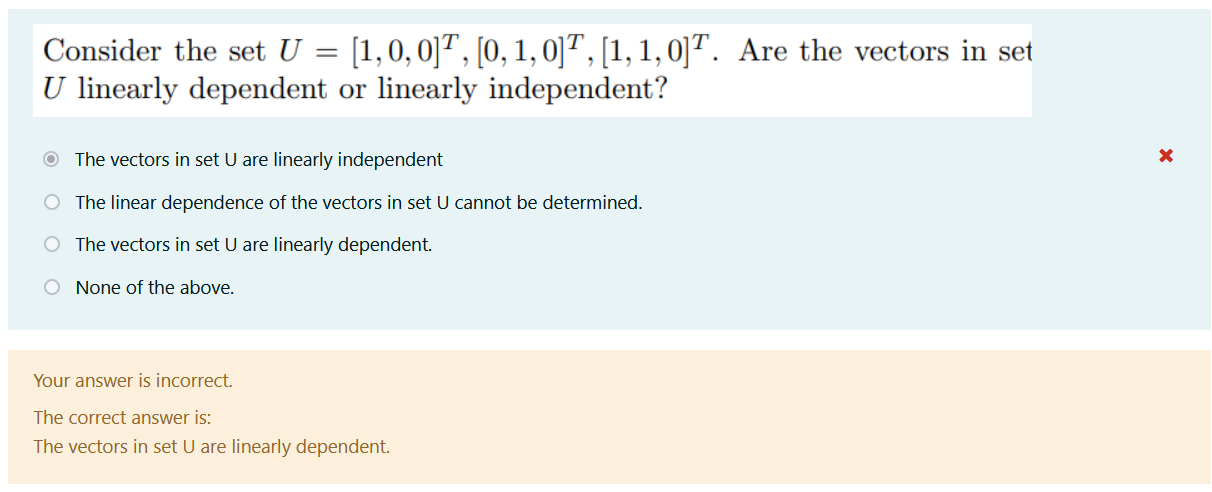 Consider the set U = [1, 0, 0]ᵀ, [0, 1, 0]ᵀ, [1, 1, 0]ᵀ. Are the vectors in set
U linearly dependent or linearly independent?
The vectors in set U are linearly independent
The linear dependence of the vectors in set U cannot be determined.
The vectors in set U are linearly dependent.
None of the above.
Your answer is incorrect.
The correct answer is:
The vectors in set U are linearly dependent.